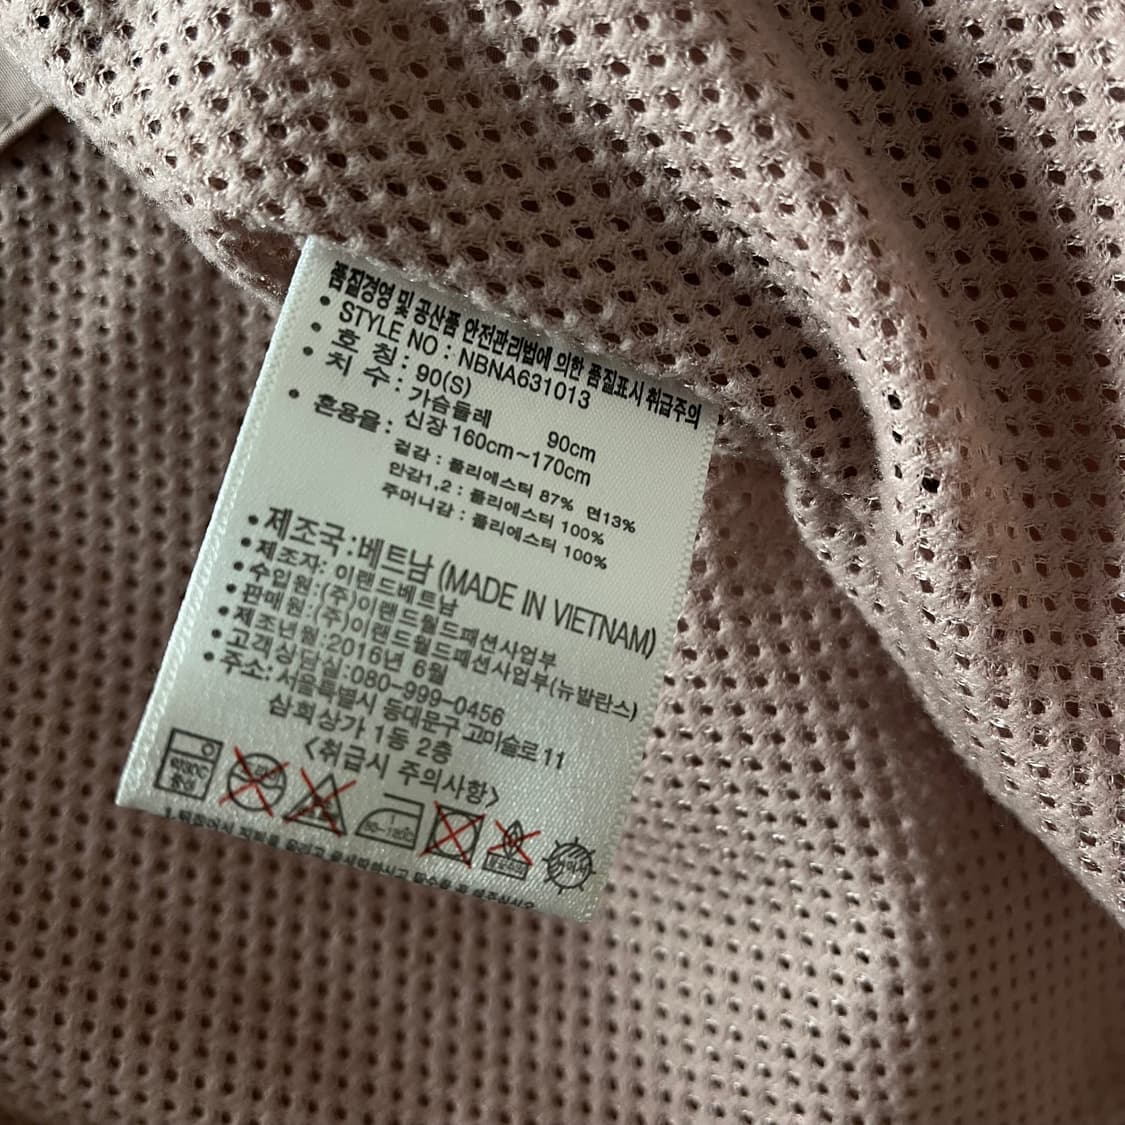 품질경영 및 공산품 안전관리법에 의한 품질표시 취급주의
• STYLE NO : NBNA631013
• 호 칭 : 90(S)
• 치 수 : 가슴둘레 90cm
신장 160cm~170cm
• 혼용율 : 겉감 : 폴리에스터 87% 면13%
안감1,2 : 폴리에스터 100%
주머니감 : 폴리에스터 100%
• 제조국 : 베트남 (MADE IN VIETNAM)
• 제조자: 이랜드베트남
• 수입원:(주)이랜드월드패션사업부
• 판매원:(주)이랜드월드패션사업부(뉴발란스)
• 제조년월:2016년 6월
• 고객상담실:080-999-0456
• 주소: 서울특별시 동대문구 고미술로 11
삼희상가 1동 2층
<취급시 주의사항>
약30℃ 중성